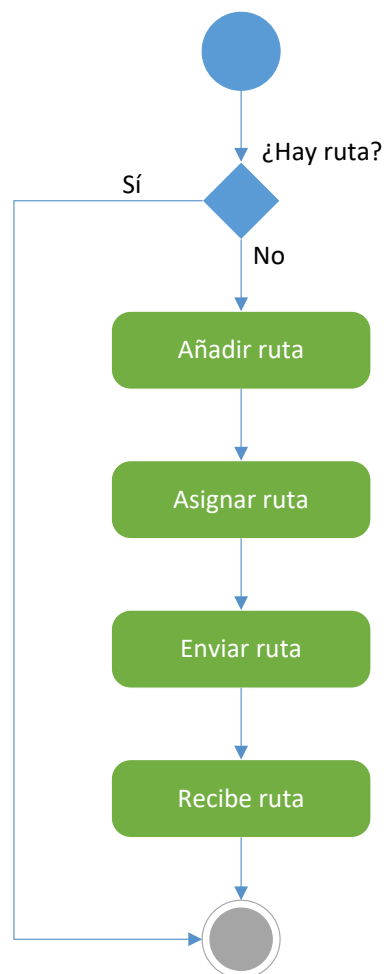 ¿Hay ruta?
Sí
No
Añadir ruta
Asignar ruta
Enviar ruta
Recibe ruta